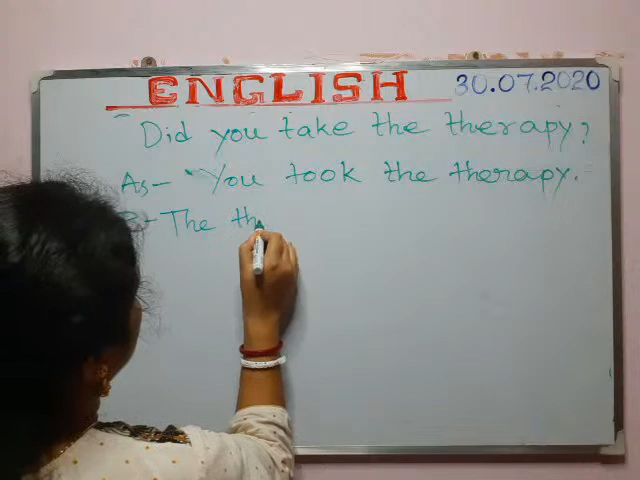 ENGLISH 30.07.2020
Did you take the therapy?
As- You took the therapy.
P- The th